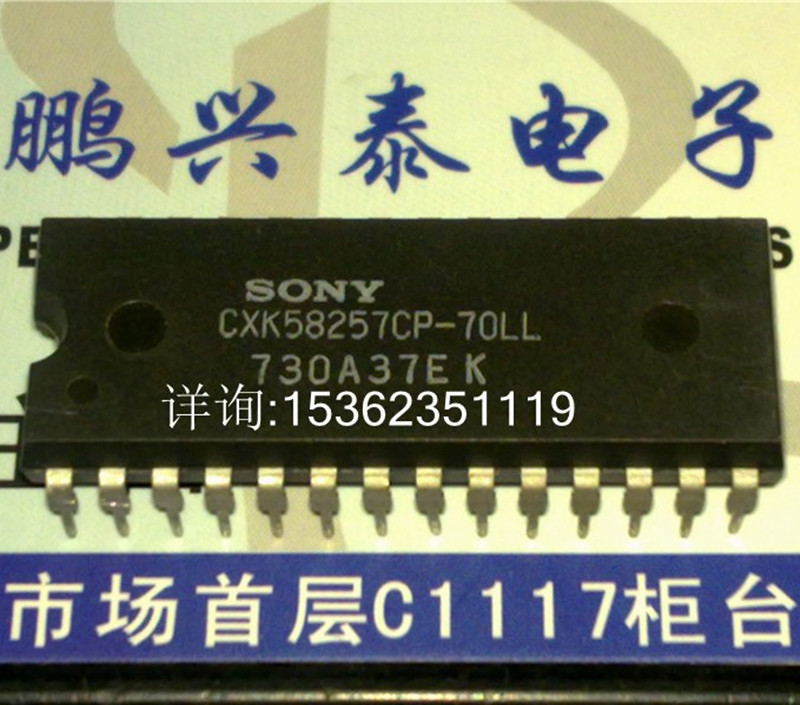 鹏兴泰电子
SONY
CXK58257CP-70LL
730A37EK
详询:15362351119
市场首层C1117柜台